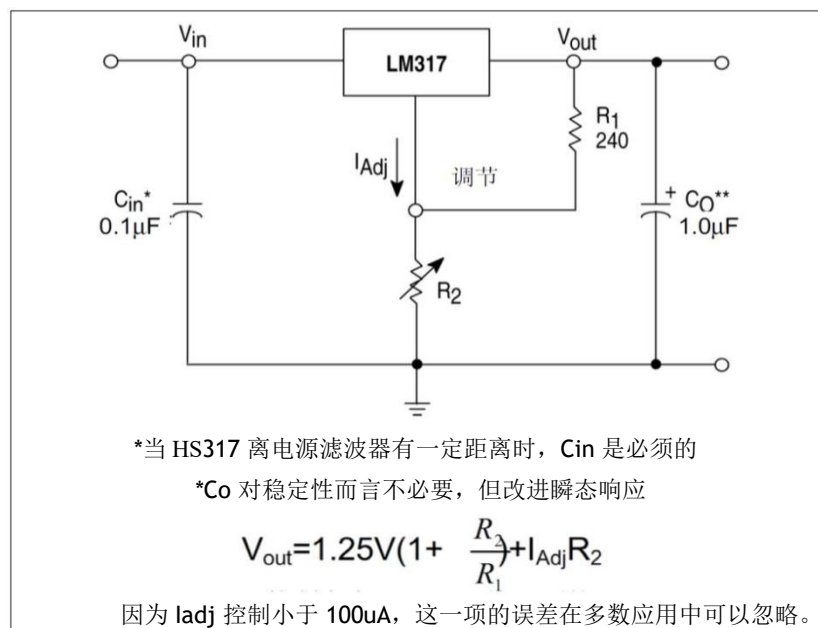 Vin
LM317
Vout
R1
240
IAdj
调节
Cin*
0.1μF
+ CO**
1.0μF
R2
*当 HS317 离电源滤波器有一定距离时，Cin 是必须的
*Co 对稳定性而言不必要，但改进瞬态响应
Vout=1.25V(1+ R2/R1)+IAdjR2
因为 Iadj 控制小于 100uA，这一项的误差在多数应用中可以忽略。